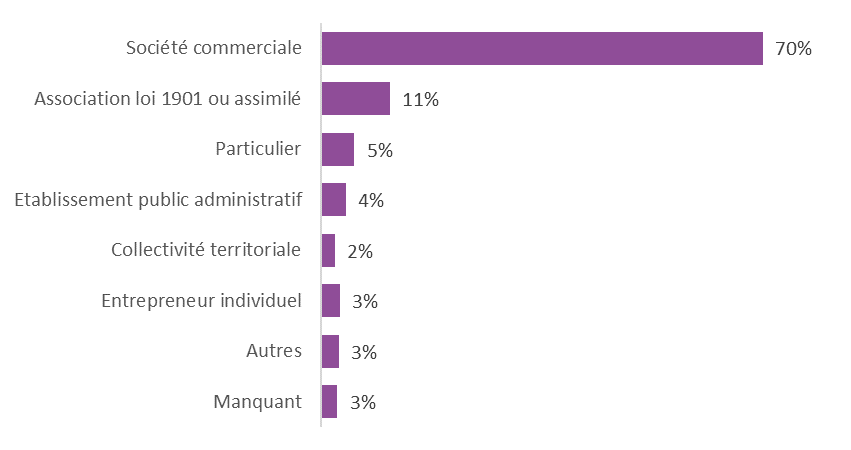 Société commerciale 70%
Association loi 1901 ou assimilé 11%
Particulier 5%
Etablissement public administratif 4%
Collectivité territoriale 2%
Entrepreneur individuel 3%
Autres 3%
Manquant 3%